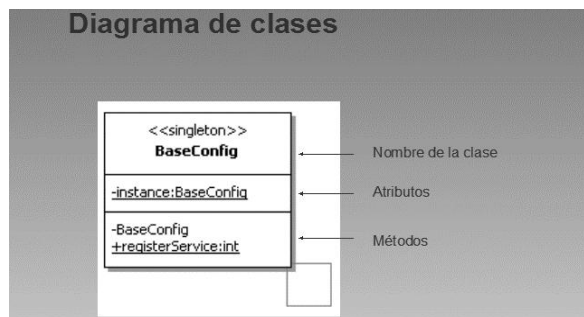 Diagrama de clases
<<singleton>>
BaseConfig
Nombre de la clase
-instance:BaseConfig
Atributos
-BaseConfig
+registerService:int
Métodos